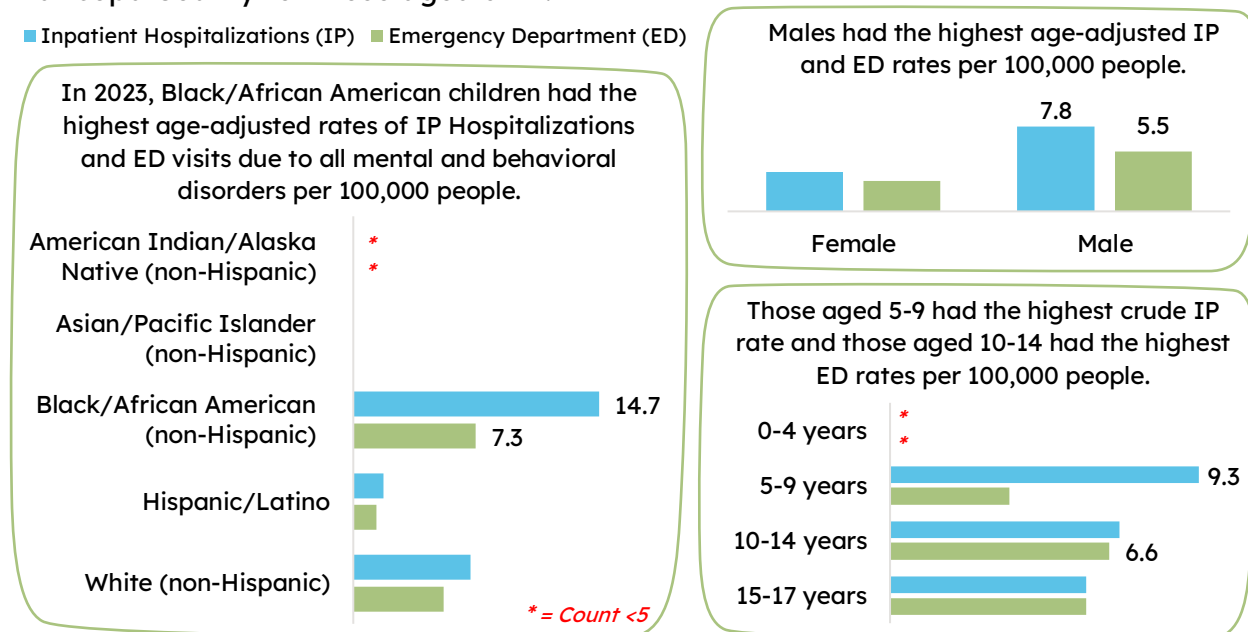 Inpatient Hospitalizations (IP) Emergency Department (ED)
In 2023, Black/African American children had the
highest age-adjusted rates of IP Hospitalizations
and ED visits due to all mental and behavioral
disorders per 100,000 people.
American Indian/Alaska
Native (non-Hispanic)
*
*
Asian/Pacific Islander
(non-Hispanic)
Black/African American
(non-Hispanic)
14.7
7.3
Hispanic/Latino
White (non-Hispanic)
* = Count <5
Males had the highest age-adjusted IP
and ED rates per 100,000 people.
7.8
5.5
Female
Male
Those aged 5-9 had the highest crude IP
rate and those aged 10-14 had the highest
ED rates per 100,000 people.
0-4 years
*
*
5-9 years
9.3
10-14 years
6.6
15-17 years